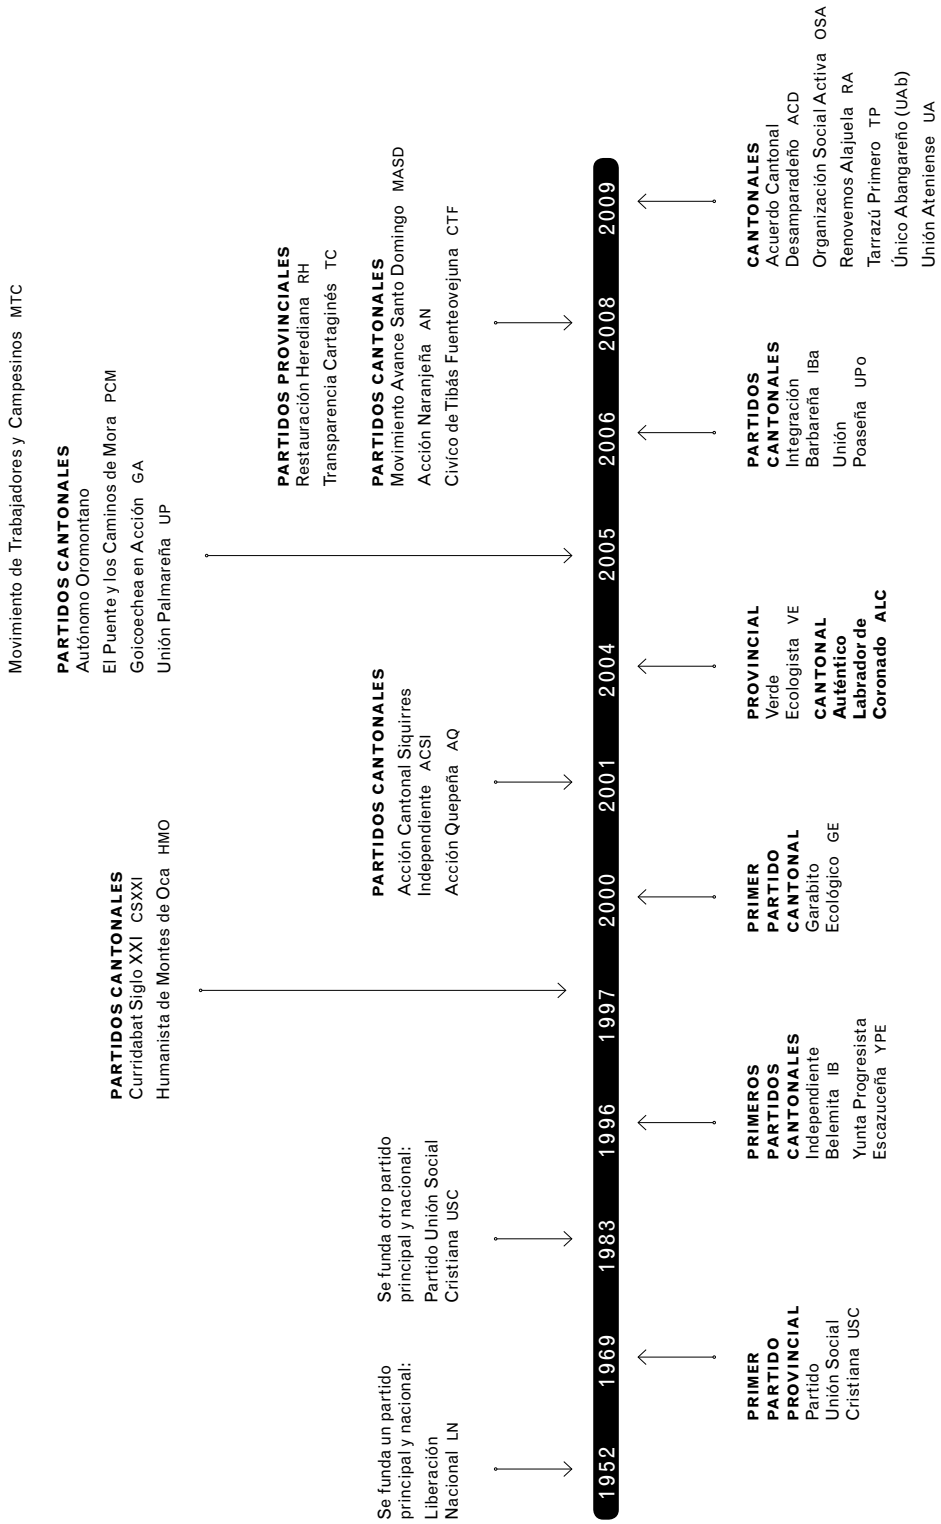 Se funda un partido
principal y nacional:
Liberación
Nacional LN
1952
PRIMER
PARTIDO
PROVINCIAL
Partido
Unión Social
Cristiana USC
1969
Se funda otro partido
principal y nacional:
Partido Unión Social
Cristiana USC
1983
PRIMEROS
PARTIDOS
CANTONALES
Independiente
Belemita IB
Yunta Progresista
Escazuceña YPE
1996
PARTIDOS CANTONALES
Curridabat Siglo XXI CSXXI
Humanista de Montes de Oca HMO
1997
PRIMER
PARTIDO
CANTONAL
Garabito
Ecológico GE
2000
PARTIDOS CANTONALES
Acción Cantonal Siquirres
Independiente ACSI
Acción Quepeña AQ
2001
PROVINCIAL
Verde
Ecologista VE
CANTONAL
Auténtico
Labrador de
Coronado ALC
2004
Movimiento de Trabajadores y Campesinos MTC
PARTIDOS CANTONALES
Autónomo Oromontano
El Puente y los Caminos de Mora PCM
Goicoechea en Acción GA
Unión Palmareña UP
2005
PARTIDOS
CANTONALES
Integración
Barbareña IBa
Unión
Poaseña UPo
2006
PARTIDOS PROVINCIALES
Restauración Herediana RH
Transparencia Cartaginés TC
PARTIDOS CANTONALES
Movimiento Avance Santo Domingo MASD
Acción Naranjeña AN
Civíco de Tibás Fuenteovejuna CTF
2008
CANTONALES
Acuerdo Cantonal
Desamparadeño ACD
Organización Social Activa OSA
Renovemos Alajuela RA
Tarrazú Primero TP
Único Abangareño (UAb)
Unión Ateniense UA
2009